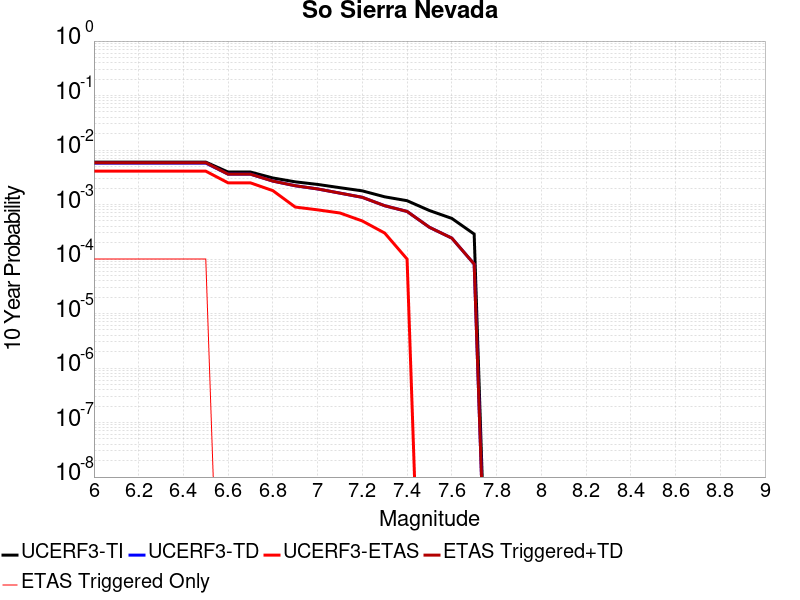 So Sierra Nevada
10^0
10^-1
10^-2
10^-3
10^-4
10^-5
10^-6
10^-7
10^-8
10 Year Probability
6 6.2 6.4 6.6 6.8 7 7.2 7.4 7.6 7.8 8 8.2 8.4 8.6 8.8 9
Magnitude
UCERF3-TI UCERF3-TD UCERF3-ETAS ETAS Triggered+TD
ETAS Triggered Only